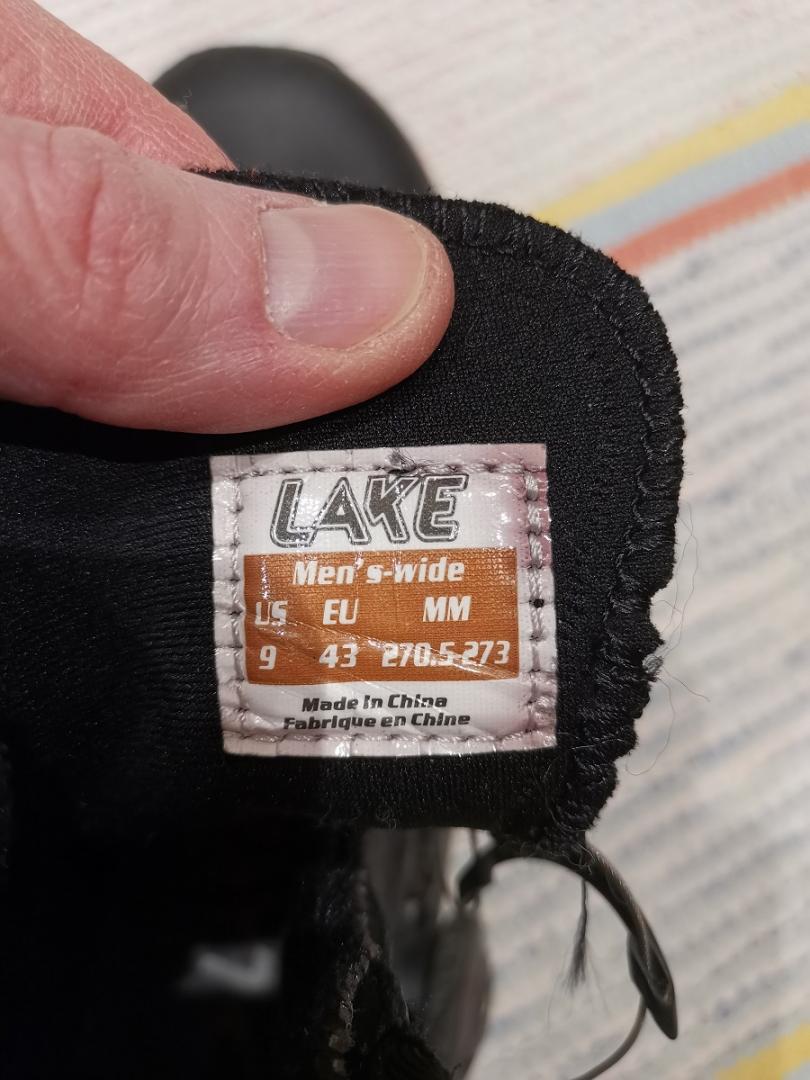 LAKE
Men's-wide
US EU MM
9 43 270.5-273
Made in China
Fabrique en Chine